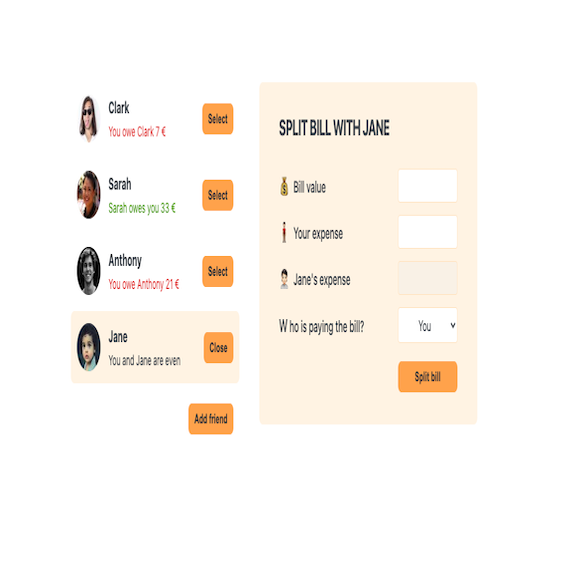 Clark
You owe Clark 7 €
Select
Sarah
Sarah owes you 33 €
Select
Anthony
You owe Anthony 21 €
Select
Jane
You and Jane are even
Close
Add friend
SPLIT BILL WITH JANE
Bill value
Your expense
Jane's expense
Who is paying the bill?
You
Split bill